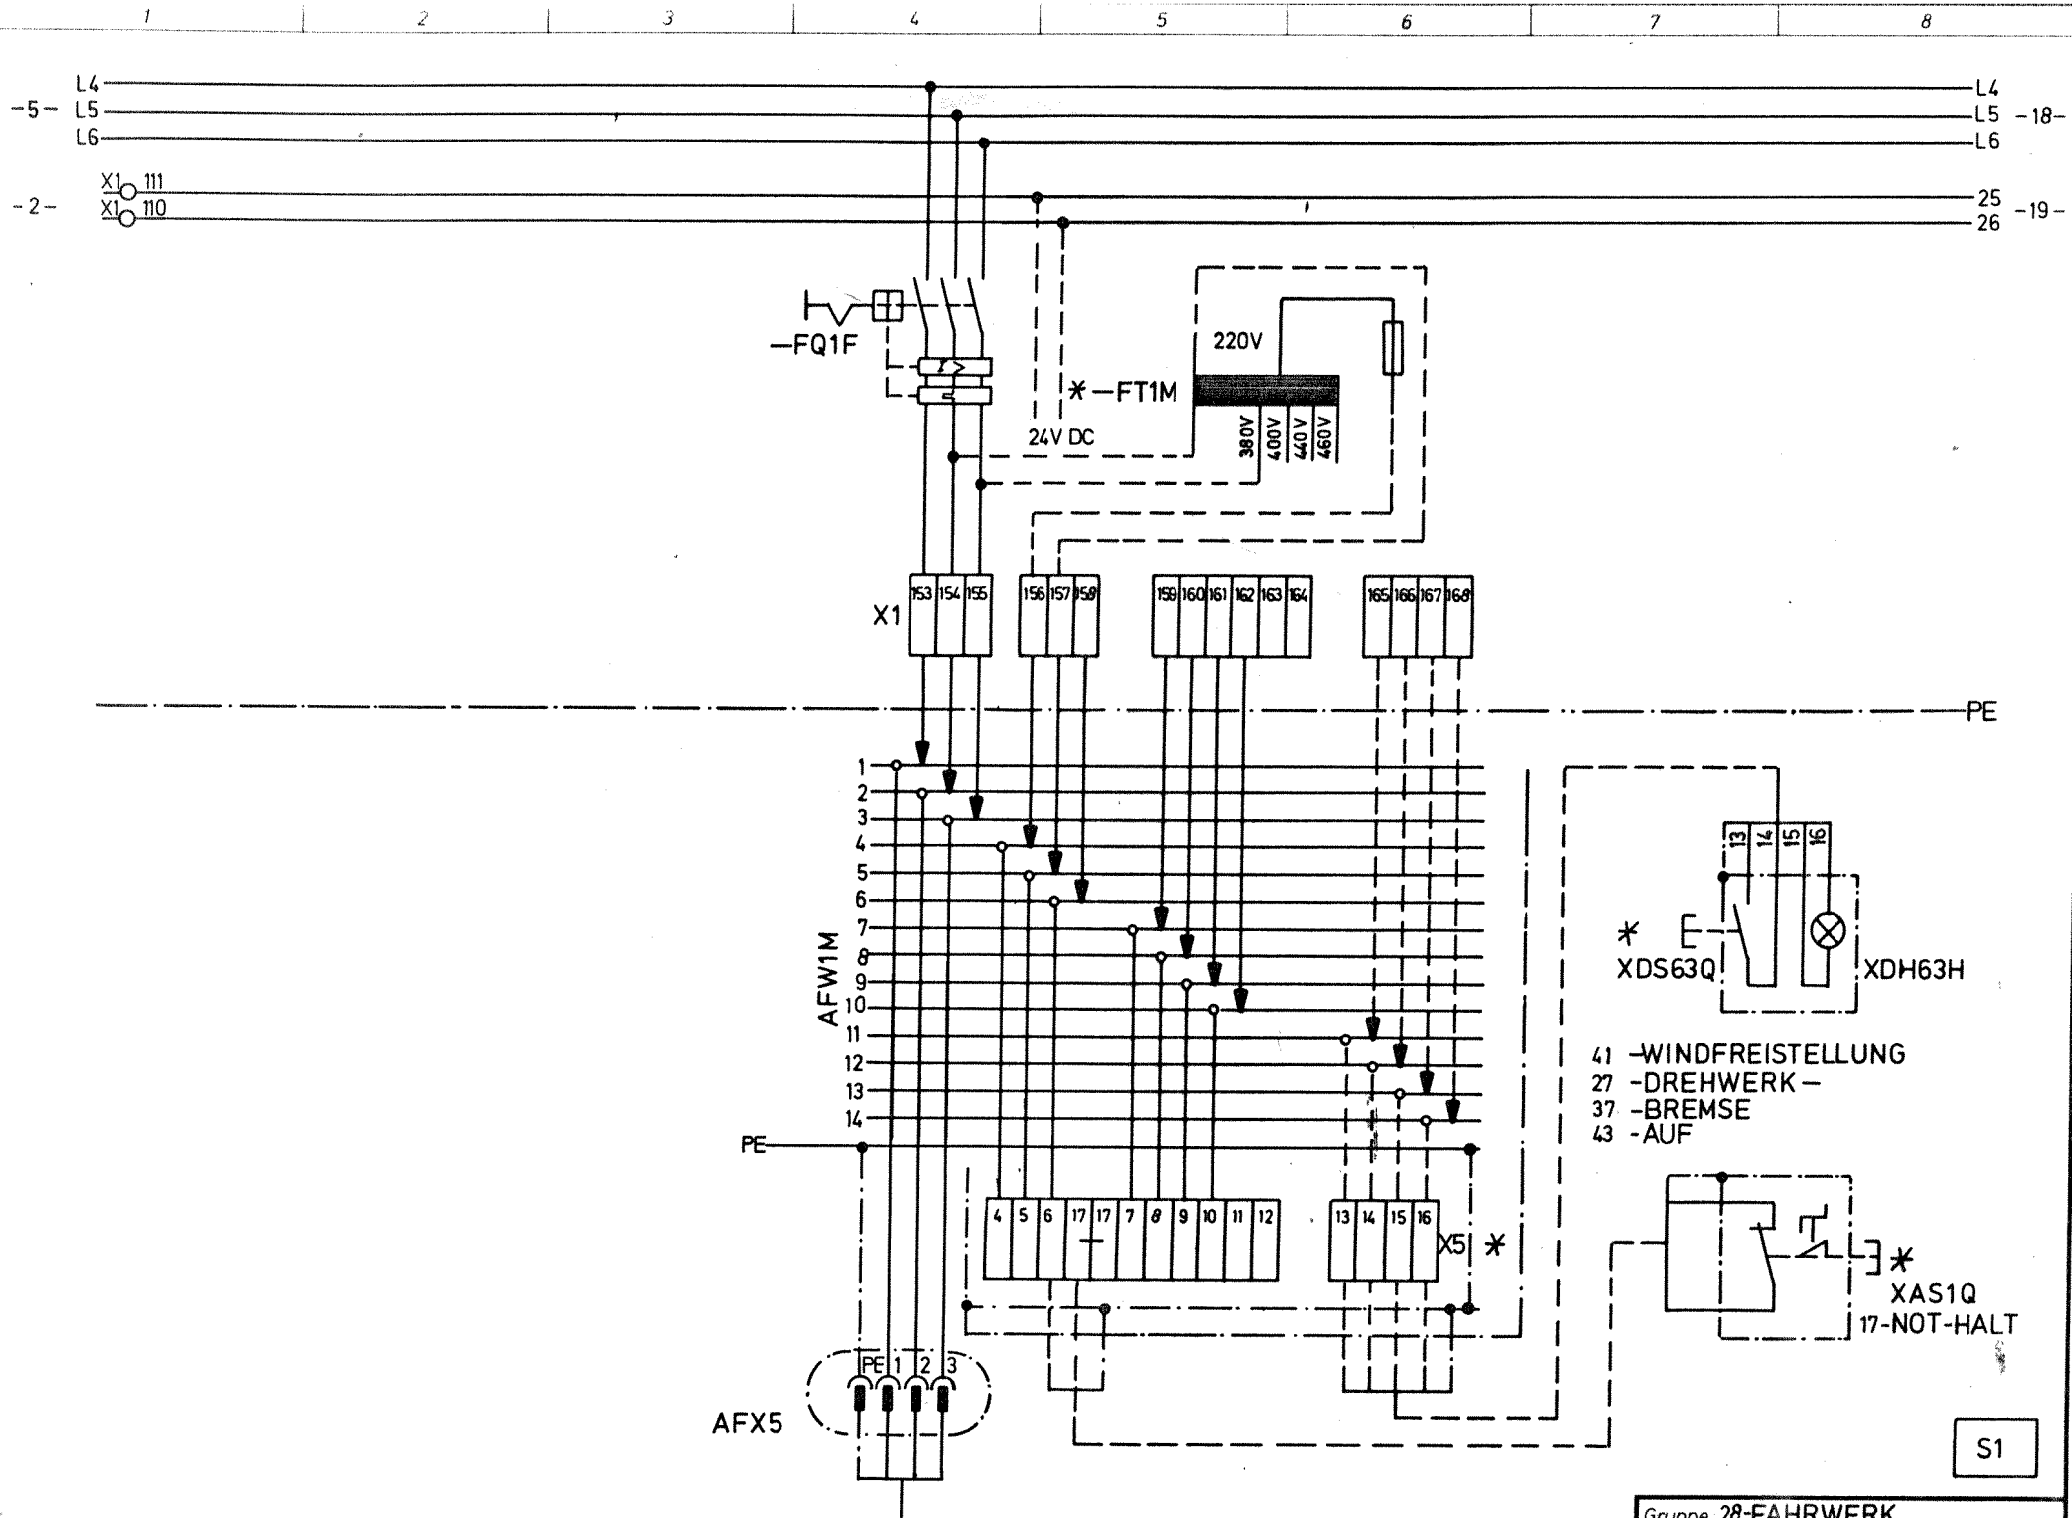 1 2 3 4 5 6 7 8
L4 L4
-5- L5 L5 -18-
L6 L6
X1 111 25
-2- -19-
X1 110 26
-FQ1F
220V
* -FT1M
24V DC
380V 400V 440V 460V
X1
153 154 155 156 157 158 159 160 161 162 163 164 165 166 167 168
PE
AFW1M
1
2
3
4
5
6
7
8
9
10
11
12
13
14
PE
13 14 15 16
*
XDS63Q
XDH63H
41 -WINDFREISTELLUNG
27 -DREHWERK-
37 -BREMSE
43 -AUF
4 5 6 17 17 7 8 9 10 11 12 13 14 15 16
X5 *
*
XAS1Q
17-NOT-HALT
PE 1 2 3
AFX5
S1
Gruppe 28-FAHRWERK